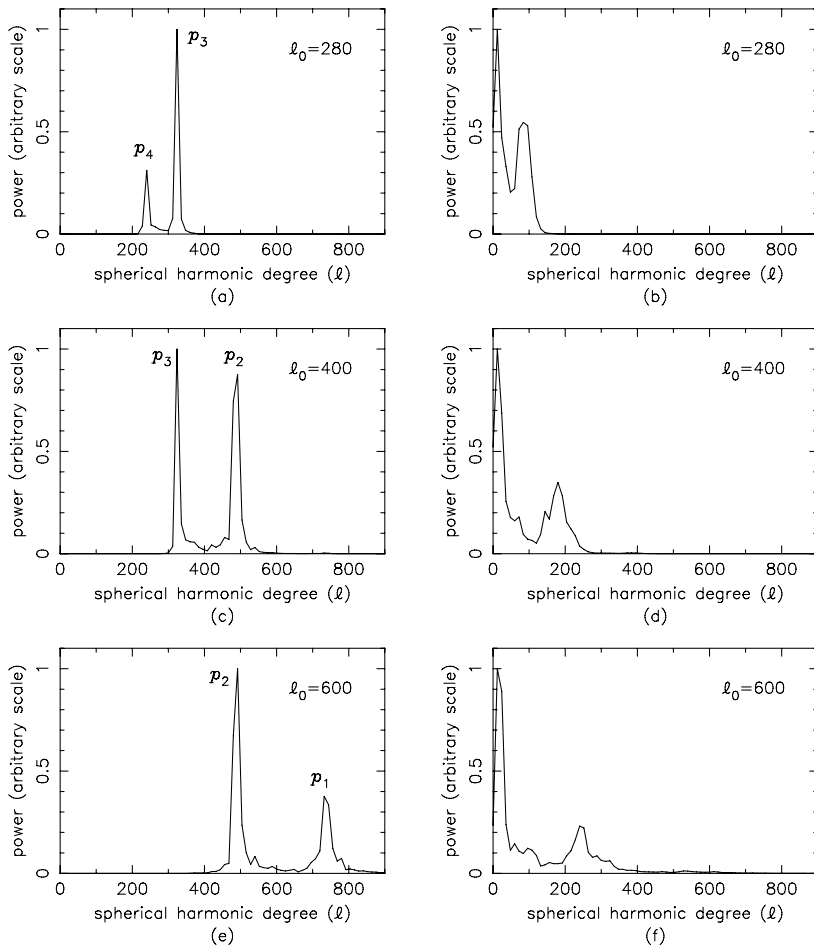 power (arbitrary scale)
1
0.5
0
p₄
p₃
ℓ₀=280
0 200 400 600 800
spherical harmonic degree (ℓ)
(a)
power (arbitrary scale)
1
0.5
0
ℓ₀=280
0 200 400 600 800
spherical harmonic degree (ℓ)
(b)
power (arbitrary scale)
1
0.5
0
p₃
p₂
ℓ₀=400
0 200 400 600 800
spherical harmonic degree (ℓ)
(c)
power (arbitrary scale)
1
0.5
0
ℓ₀=400
0 200 400 600 800
spherical harmonic degree (ℓ)
(d)
power (arbitrary scale)
1
0.5
0
p₂
p₁
ℓ₀=600
0 200 400 600 800
spherical harmonic degree (ℓ)
(e)
power (arbitrary scale)
1
0.5
0
ℓ₀=600
0 200 400 600 800
spherical harmonic degree (ℓ)
(f)